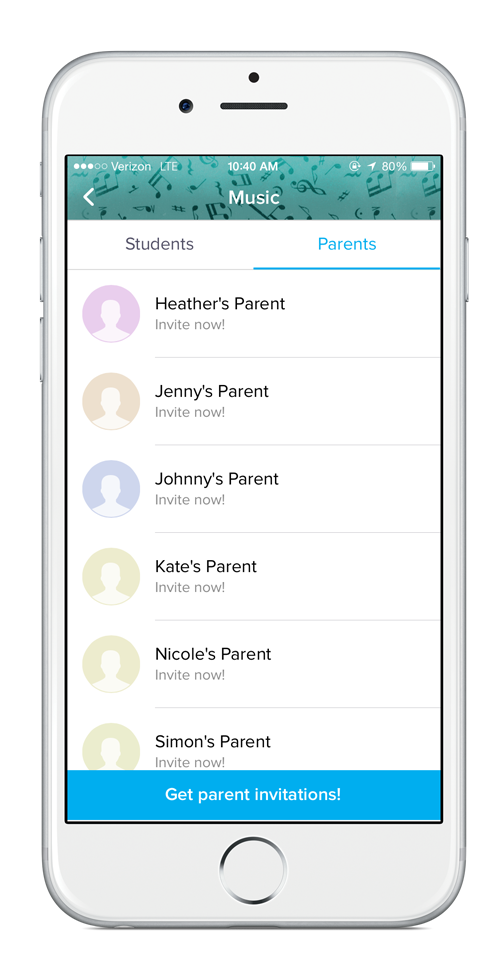 Verizon LTE 10:40 AM 80%
Music
Students Parents
Heather's Parent
Invite now!
Jenny's Parent
Invite now!
Johnny's Parent
Invite now!
Kate's Parent
Invite now!
Nicole's Parent
Invite now!
Simon's Parent
Invite now!
Get parent invitations!